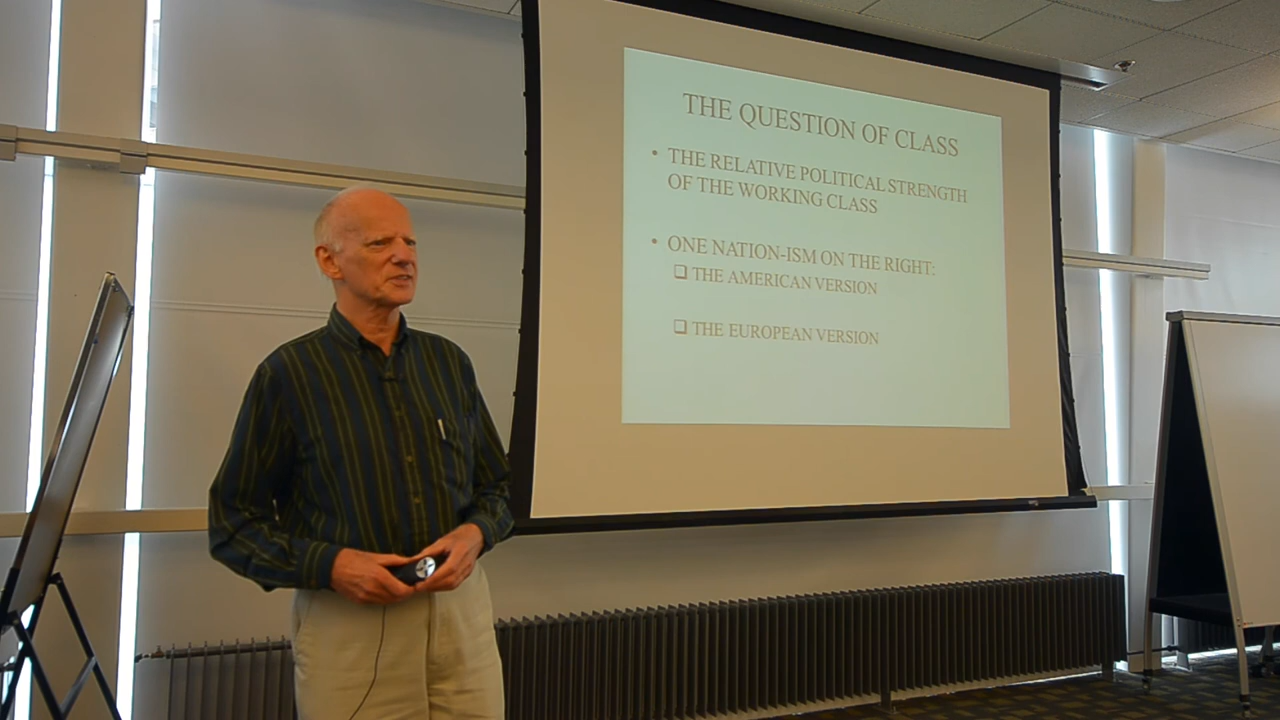 THE QUESTION OF CLASS
• THE RELATIVE POLITICAL STRENGTH
OF THE WORKING CLASS
• ONE NATION-ISM ON THE RIGHT:
❑ THE AMERICAN VERSION
❑ THE EUROPEAN VERSION